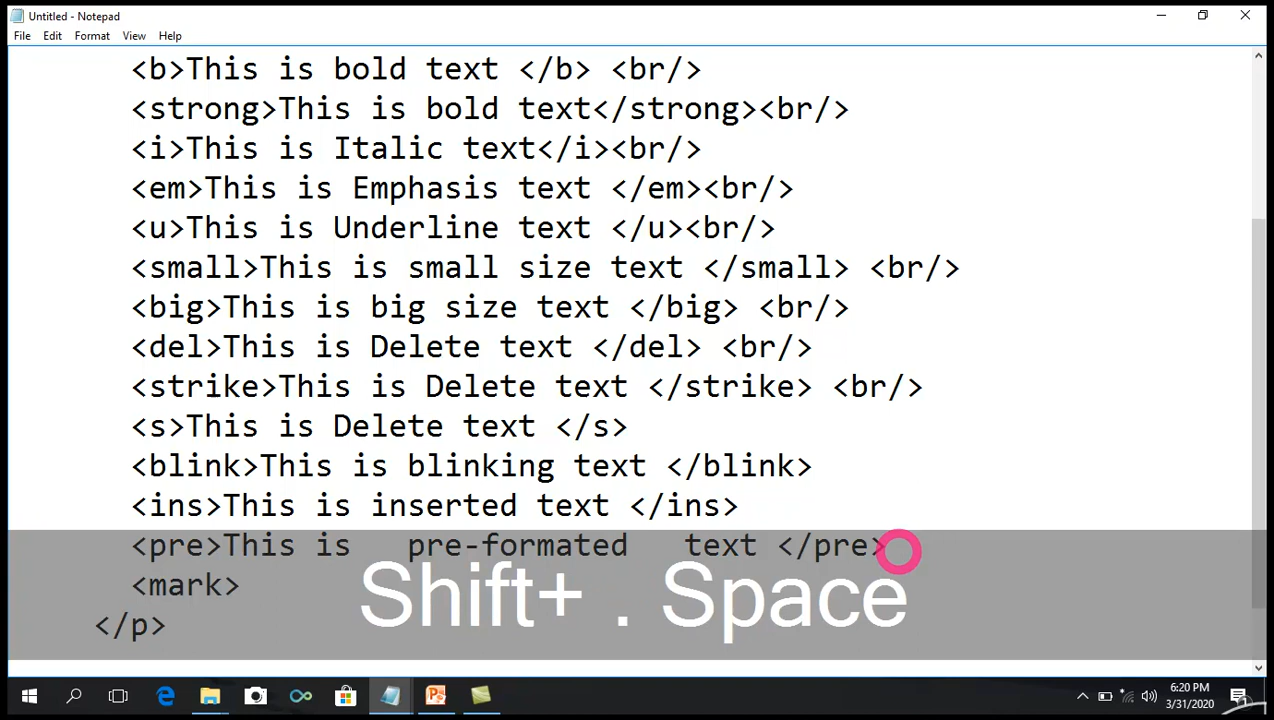 Untitled - Notepad
File Edit Format View Help
<b>This is bold text </b> <br/>
<strong>This is bold text</strong><br/>
<i>This is Italic text</i><br/>
<em>This is Emphasis text </em><br/>
<u>This is Underline text </u><br/>
<small>This is small size text </small> <br/>
<big>This is big size text </big> <br/>
<del>This is Delete text </del> <br/>
<strike>This is Delete text </strike> <br/>
<s>This is Delete text </s>
<blink>This is blinking text </blink>
<ins>This is inserted text </ins>
<pre>This is   pre-formated   text </pre>
<mark>
Shift+ . Space
</p>
6:20 PM
3/31/2020